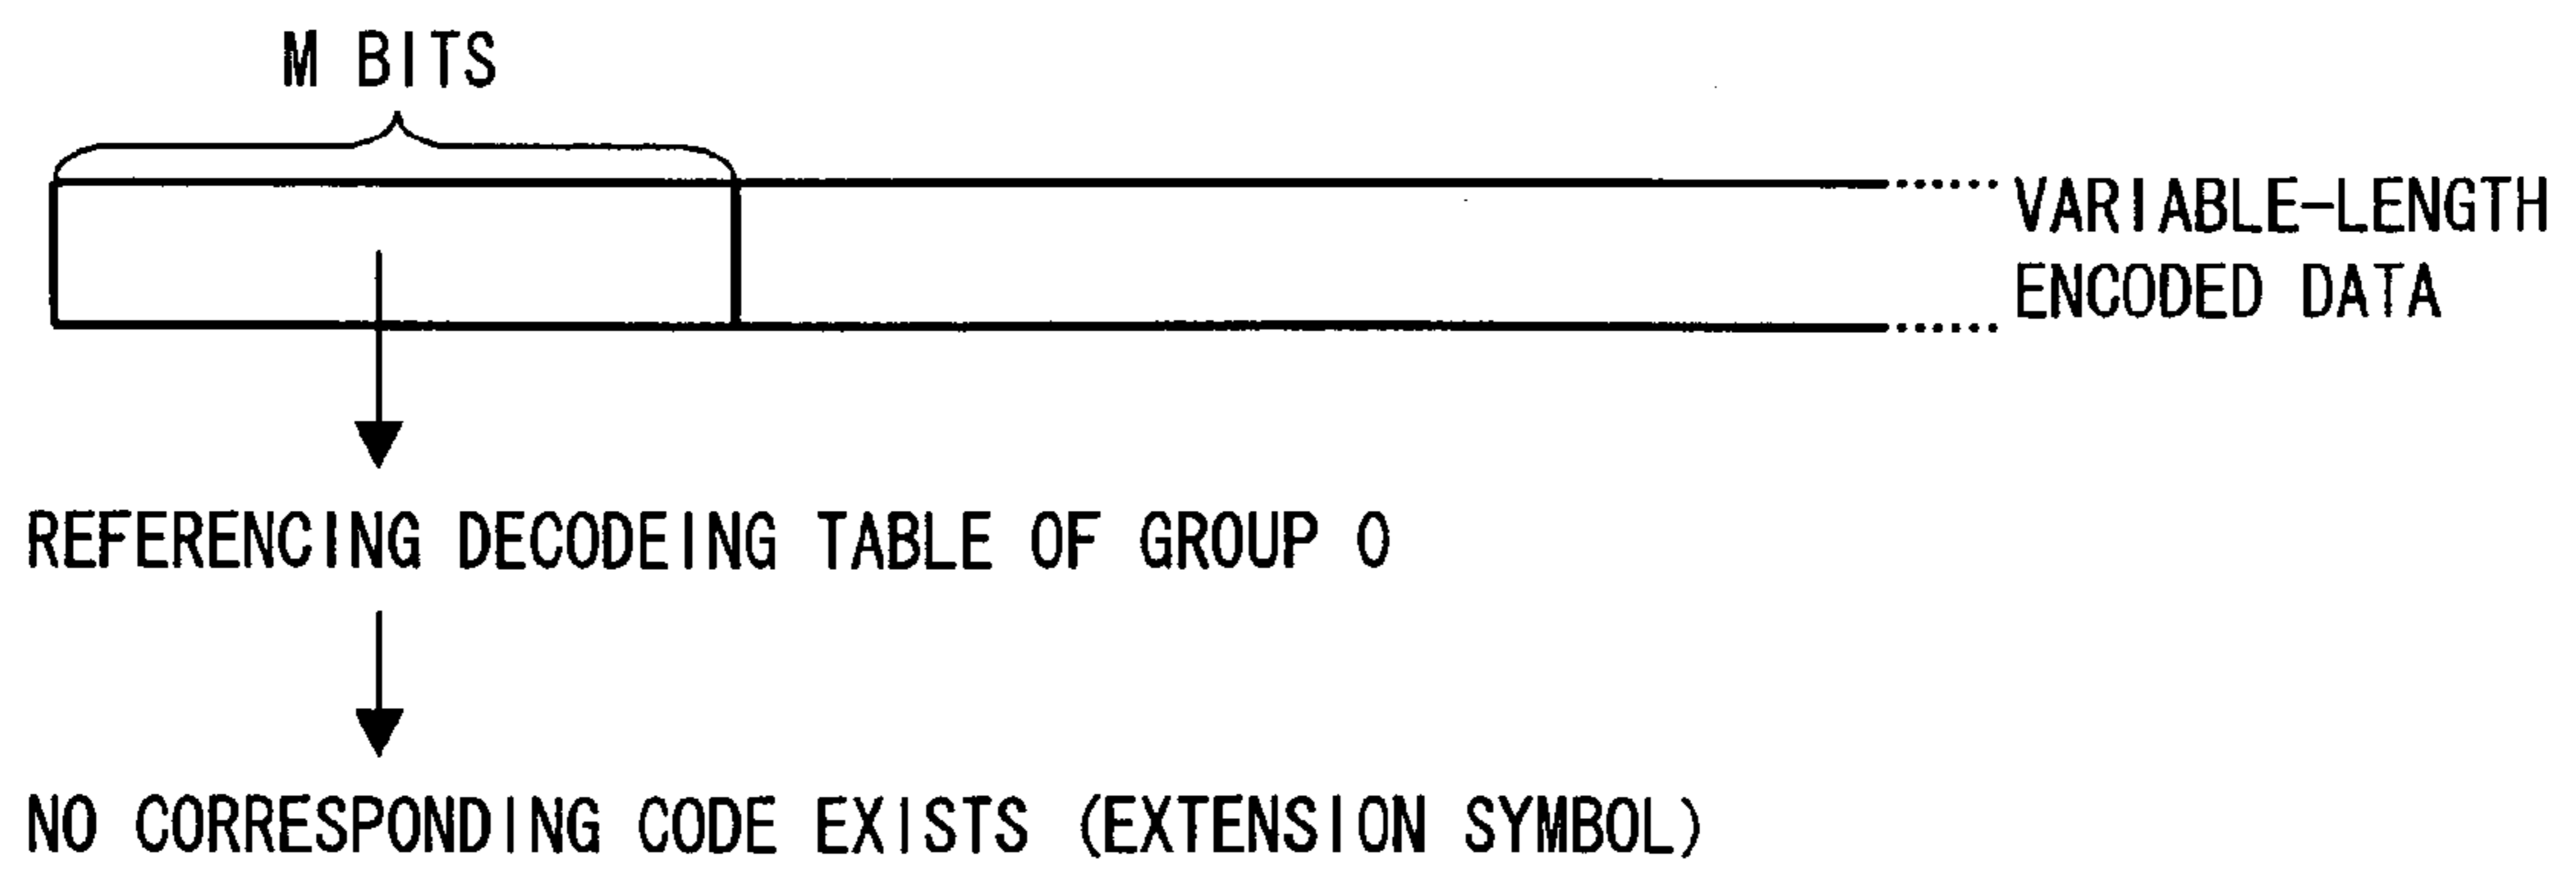 M BITS
VARIABLE-LENGTH
ENCODED DATA
REFERENCING DECODEING TABLE OF GROUP 0
NO CORRESPONDING CODE EXISTS (EXTENSION SYMBOL)